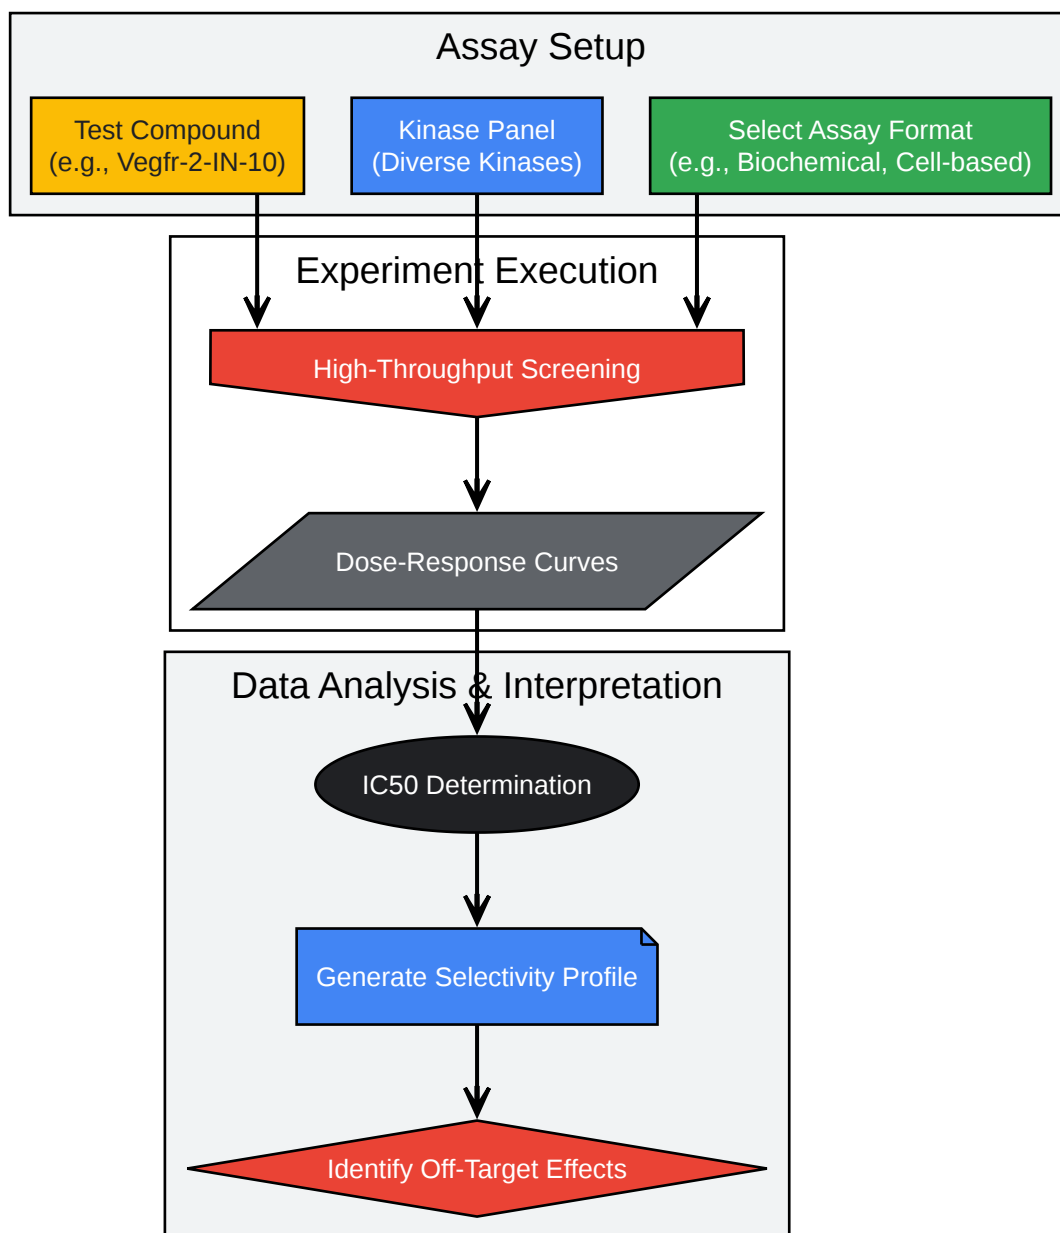 Assay Setup
Test Compound
(e.g., Vegfr-2-IN-10)
Kinase Panel
(Diverse Kinases)
Select Assay Format
(e.g., Biochemical, Cell-based)
Experiment Execution
High-Throughput Screening
Dose-Response Curves
Data Analysis & Interpretation
IC50 Determination
Generate Selectivity Profile
Identify Off-Target Effects